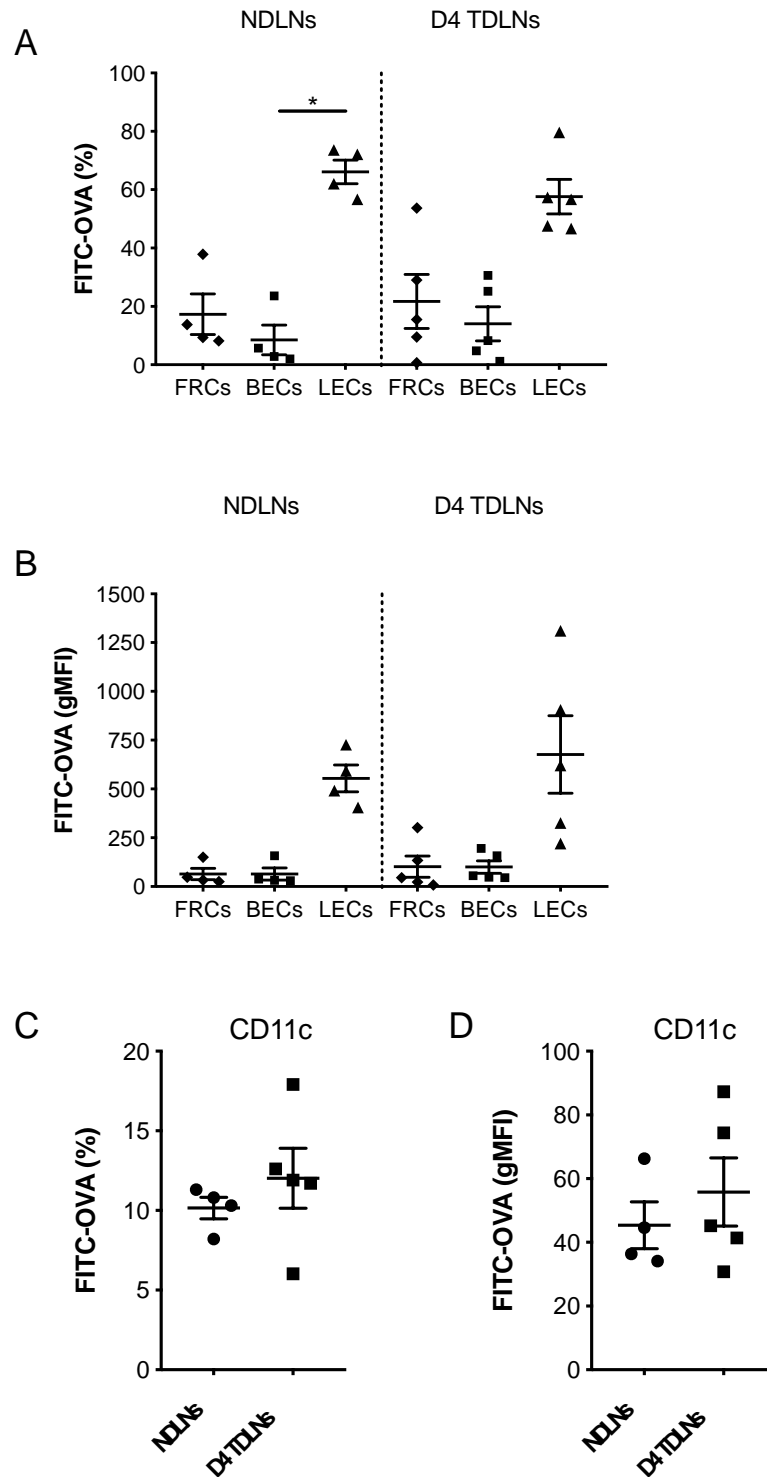 NDLNs D4 TDLNs
A
100
80
60
40
20
0
FITC-OVA (%)
*
FRCs BECs LECs FRCs BECs LECs
NDLNs D4 TDLNs
B
1500
1250
1000
750
500
250
0
FITC-OVA (gMFI)
FRCs BECs LECs FRCs BECs LECs
C
CD11c
20
15
10
5
0
FITC-OVA (%)
NDLNs
D4 TDLNs
D
CD11c
100
80
60
40
20
0
FITC-OVA (gMFI)
NDLNs
D4 TDLNs